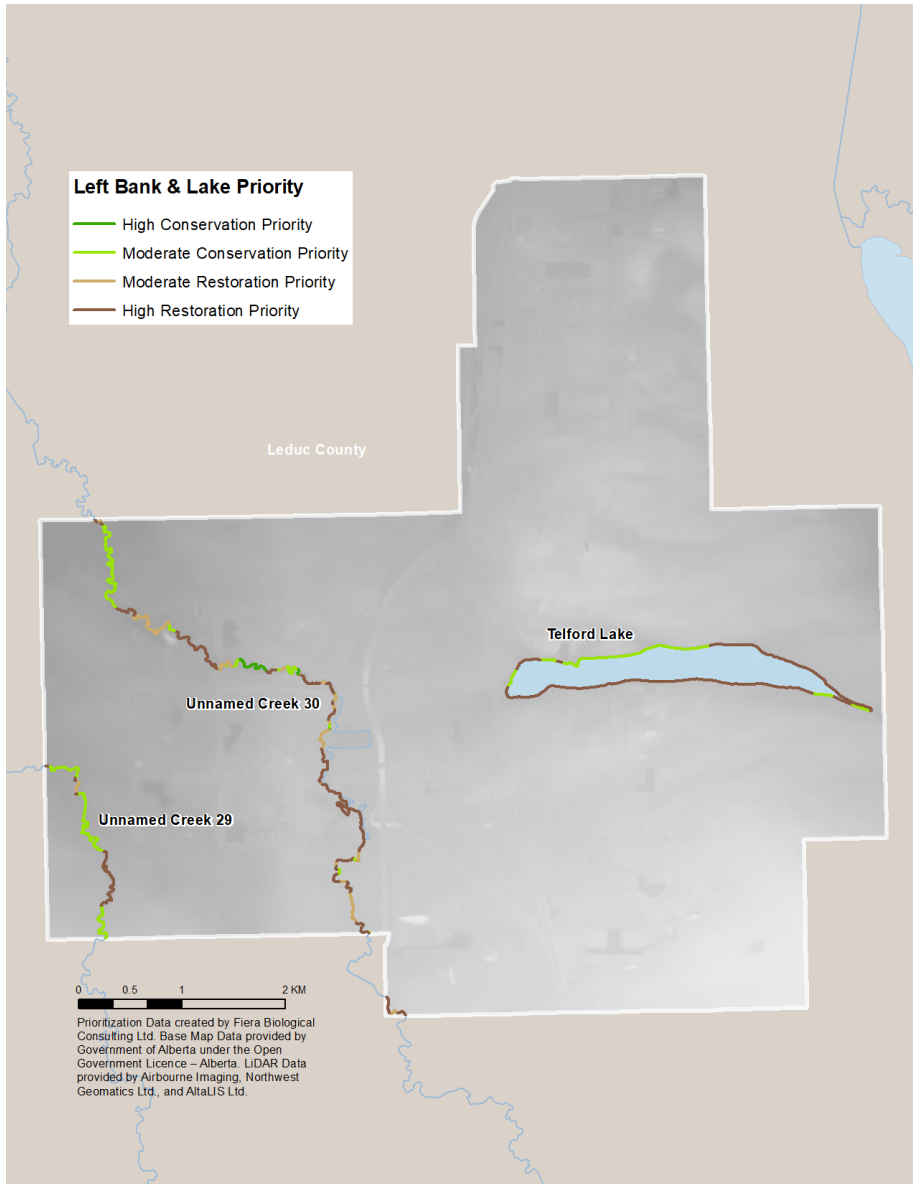 Left Bank & Lake Priority
High Conservation Priority
Moderate Conservation Priority
Moderate Restoration Priority
High Restoration Priority
Leduc County
Telford Lake
Unnamed Creek 30
Unnamed Creek 29
0 0.5 1 2 KM
Prioritization Data created by Fiera Biological
Consulting Ltd. Base Map Data provided by
Government of Alberta under the Open
Government Licence – Alberta. LiDAR Data
provided by Airbourne Imaging, Northwest
Geomatics Ltd., and AltaLIS Ltd.